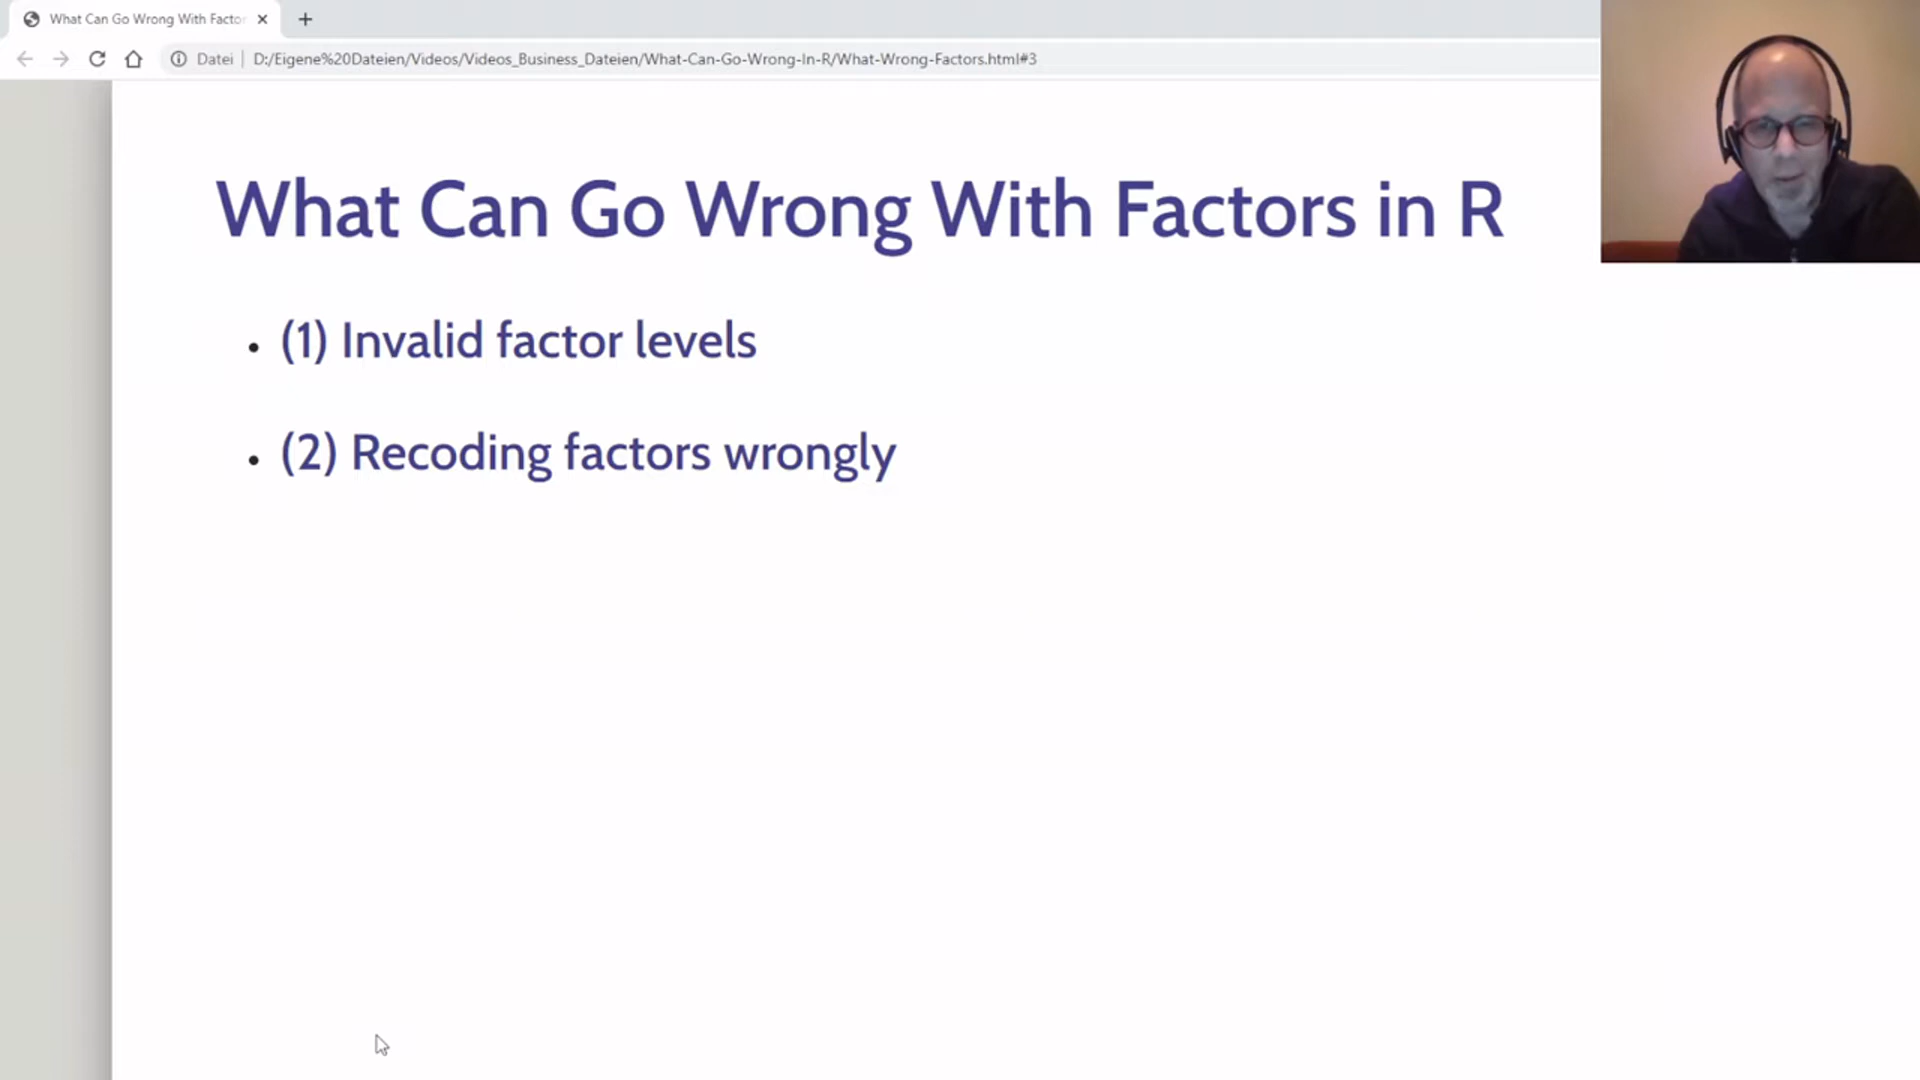 What Can Go Wrong With Facto
Datei | D:/Eigene%20Dateien/Videos/Videos_Business_Dateien/What-Can-Go-Wrong-In-R/What-Wrong-Factors.html#3
What Can Go Wrong With Factors in R
• (1) Invalid factor levels
• (2) Recoding factors wrongly